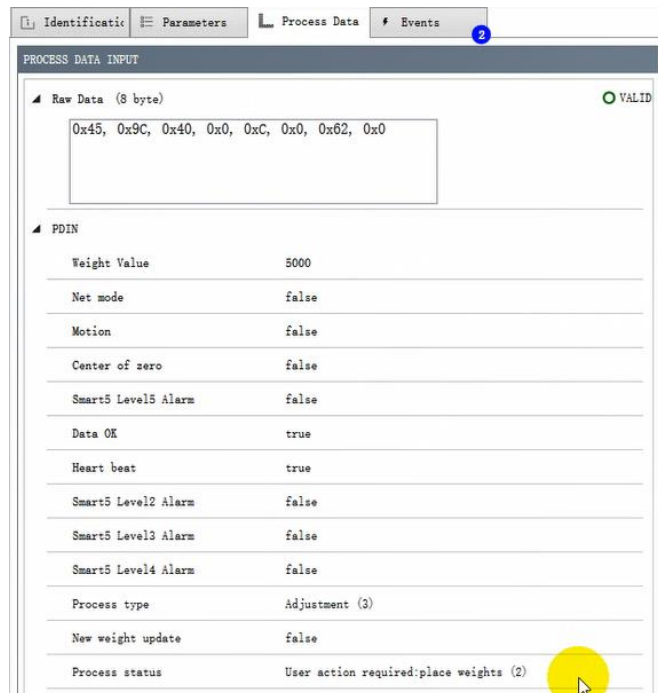 Identificatic
Parameters
Process Data
Events
2
PROCESS DATA INPUT
Raw Data (8 byte)
VALID
0x45, 0x9C, 0x40, 0x0, 0xC, 0x0, 0x62, 0x0
PDIN
Weight Value 5000
Net mode false
Motion false
Center of zero false
Smart5 Level5 Alarm false
Data OK true
Heart beat true
Smart5 Level2 Alarm false
Smart5 Level3 Alarm false
Smart5 Level4 Alarm false
Process type Adjustment (3)
New weight update false
Process status User action required:place weights (2)